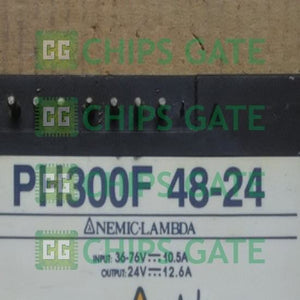 CHIPS GATE
CHIPS GATE
PH300F 48-24
NEMIC-LAMBDA
CHIPS GATE
INPUT: 36-76V 10.5A
OUTPUT: 24V 12.6A
CHIPS GATE